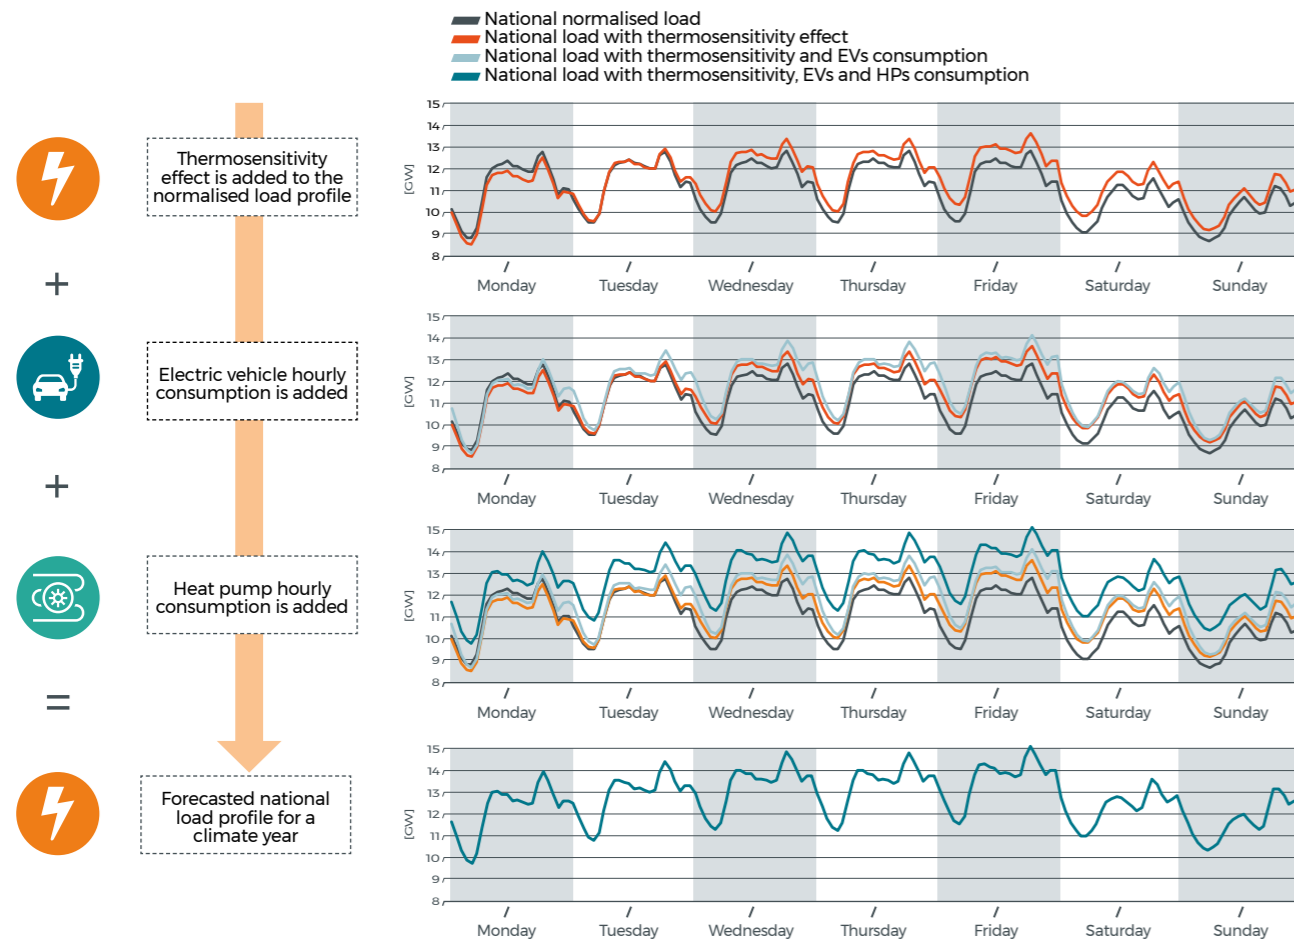 National normalised load
National load with thermosensitivity effect
National load with thermosensitivity and EVs consumption
National load with thermosensitivity, EVs and HPs consumption
Thermosensitivity
effect is added to the
normalised load profile
15
14
13
12
11
10
9
8
[GW]
Monday
Tuesday
Wednesday
Thursday
Friday
Saturday
Sunday
+
Electric vehicle hourly
consumption is added
15
14
13
12
11
10
9
8
[GW]
Monday
Tuesday
Wednesday
Thursday
Friday
Saturday
Sunday
+
Heat pump hourly
consumption is added
15
14
13
12
11
10
9
8
[GW]
Monday
Tuesday
Wednesday
Thursday
Friday
Saturday
Sunday
=
Forecasted national
load profile for a
climate year
15
14
13
12
11
10
9
8
[GW]
Monday
Tuesday
Wednesday
Thursday
Friday
Saturday
Sunday